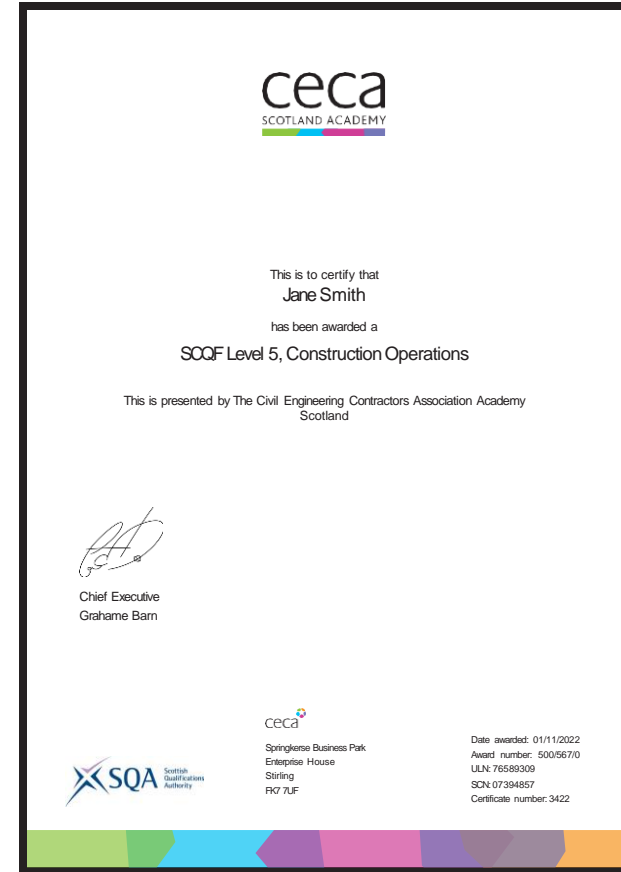 ceca
SCOTLAND ACADEMY
This is to certify that
Jane Smith
has been awarded a
SCQF Level 5, Construction Operations
This is presented by The Civil Engineering Contractors Association Academy
Scotland
Chief Executive
Grahame Barn
ceca
Springkerse Business Park
Enterprise House
Stirling
FK7 7UF
SQA Scottish
Qualifications
Authority
Date awarded: 01/11/2022
Award number: 500/567/0
ULN: 76589309
SCN: 07394857
Certificate number: 3422